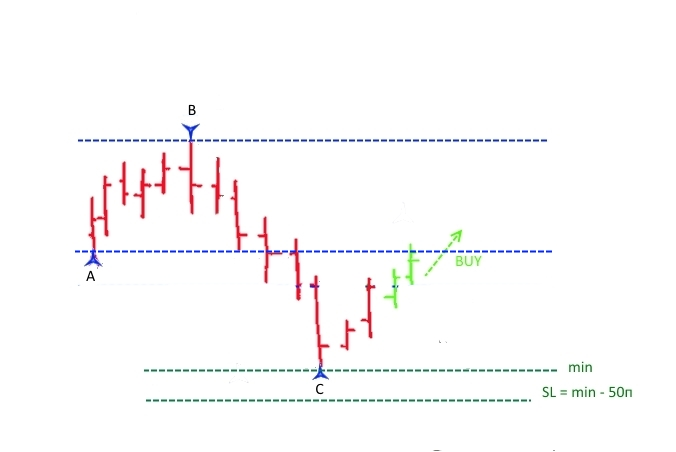 B
A
BUY
min
C
SL = min - 50п